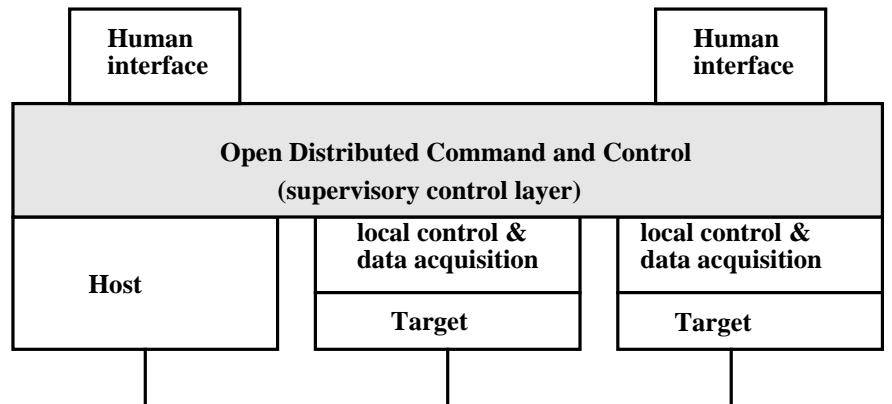 Human
interface
Human
interface
Open Distributed Command and Control
(supervisory control layer)
Host
local control &
data acquisition
Target
local control &
data acquisition
Target